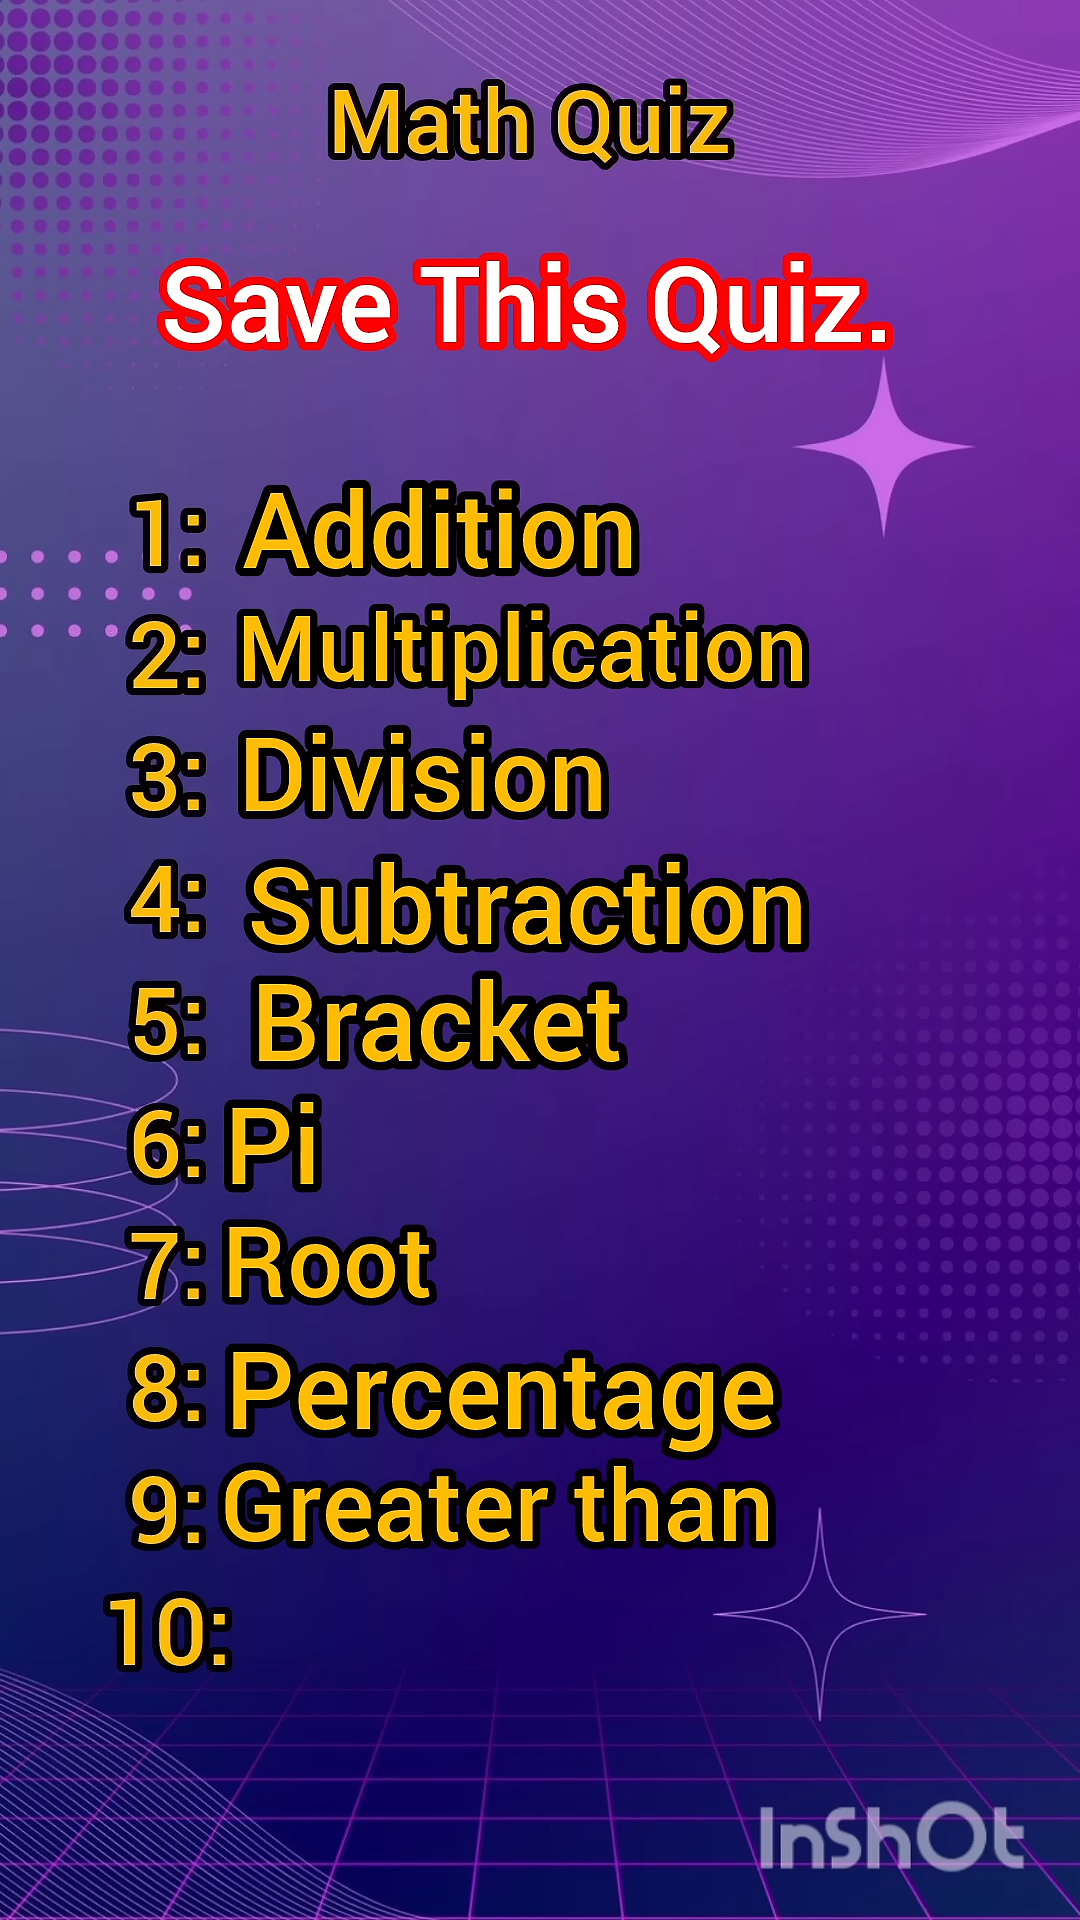 Math Quiz
Save This Quiz.
1: Addition
2: Multiplication
3: Division
4: Subtraction
5: Bracket
6: Pi
7: Root
8: Percentage
9: Greater than
10:
InShOt